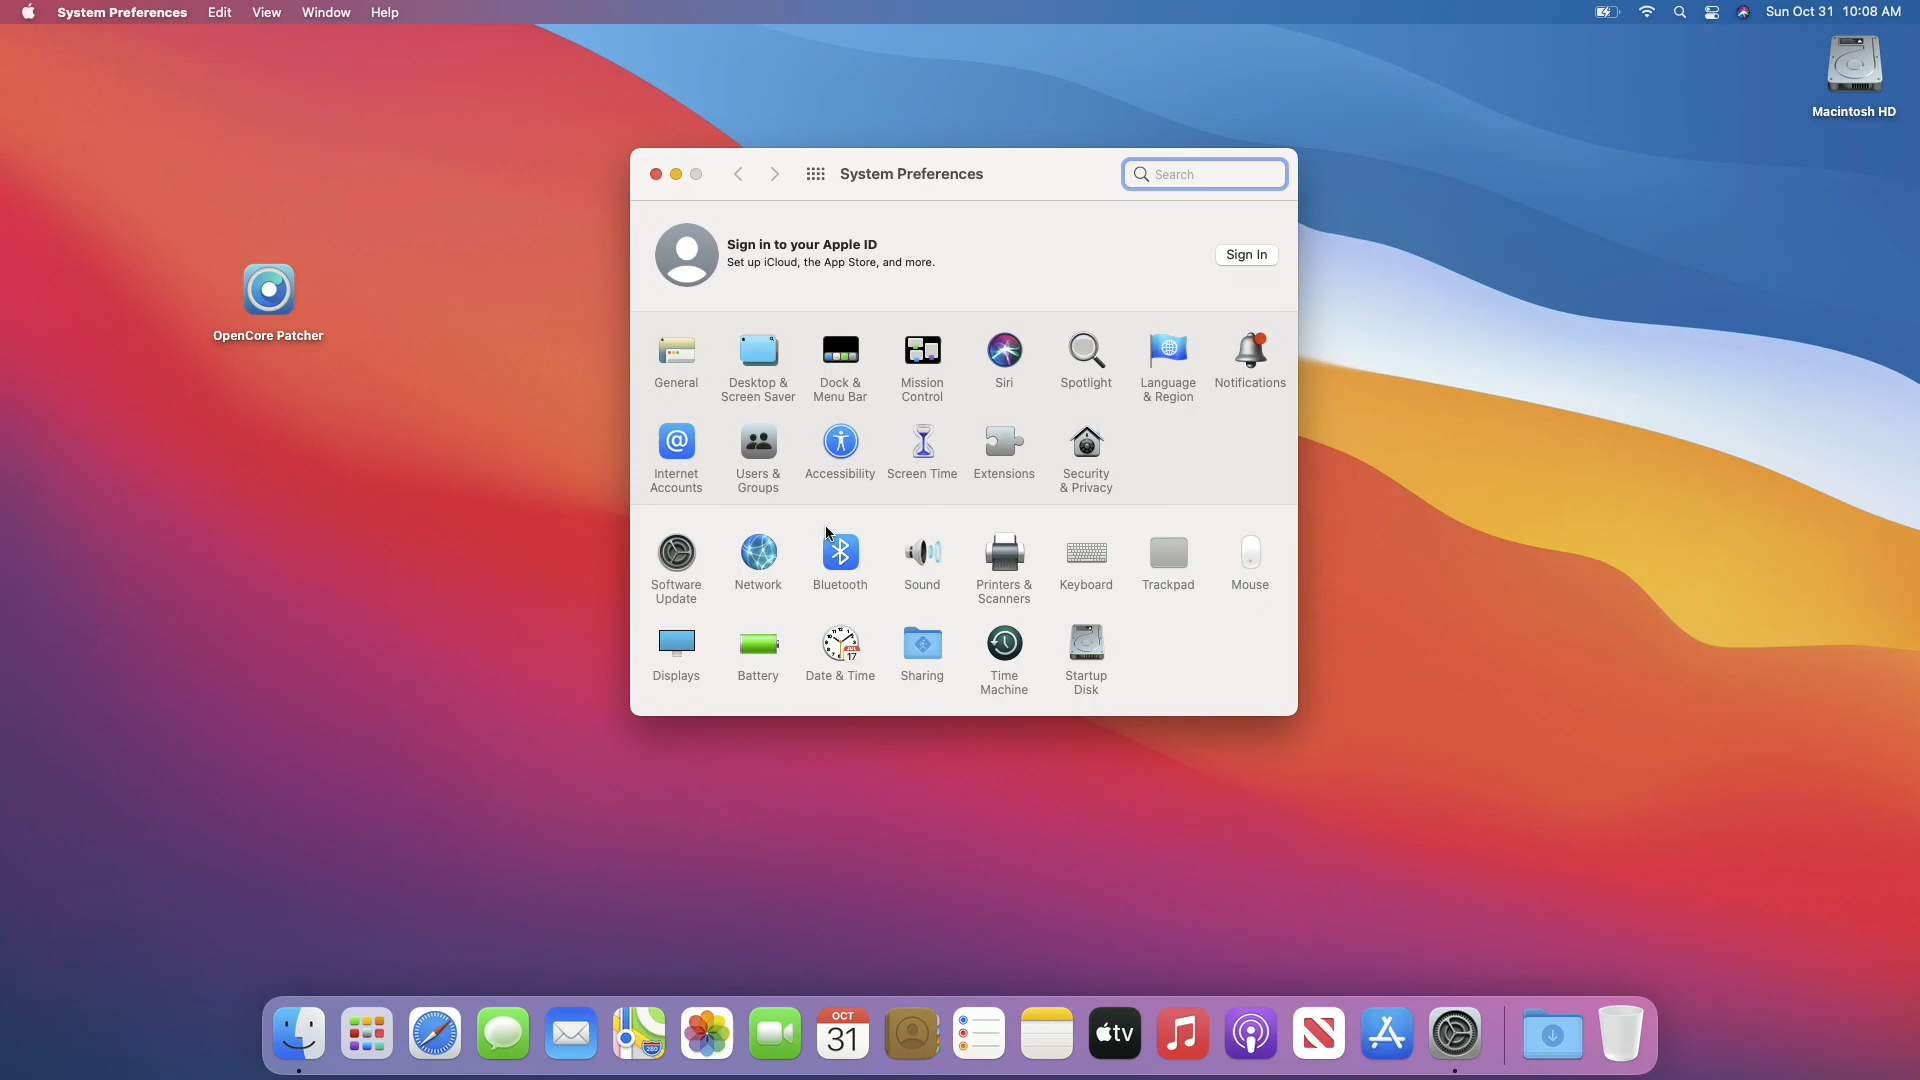 System Preferences Edit View Window Help
Sun Oct 31 10:08 AM
Macintosh HD
System Preferences
Search
Sign in to your Apple ID
Set up iCloud, the App Store, and more.
Sign In
OpenCore Patcher
General
Desktop &
Screen Saver
Dock &
Menu Bar
Mission
Control
Siri
Spotlight
Language
& Region
Notifications
Internet
Accounts
Users &
Groups
Accessibility
Screen Time
Extensions
Security
& Privacy
Software
Update
Network
Bluetooth
Sound
Printers &
Scanners
Keyboard
Trackpad
Mouse
JUL
17
Displays
Battery
Date & Time
Sharing
Time
Machine
Startup
Disk
280
OCT
31
tv